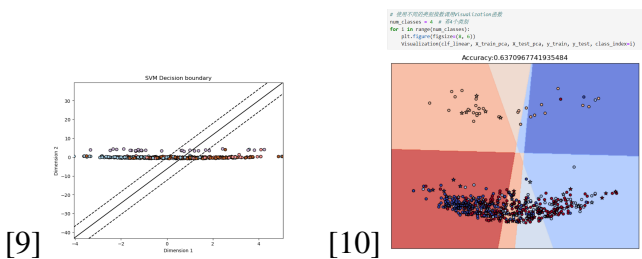 # 使用不同的类别指数调用Visualization函数
num_classes = 4 # 有4个类别
for i in range(num_classes):
plt.figure(figsize=(6, 6))
Visualization(clf_linear, X_train_pca, X_test_pca, y_train, y_test, class_index=i)
SVM Decision boundary
Accuracy:0.6370967741935484
30
20
10
0
-10
-20
-30
-40
Dimension 2
-4
-2
0
2
4
Dimension 1
[9]
[10]